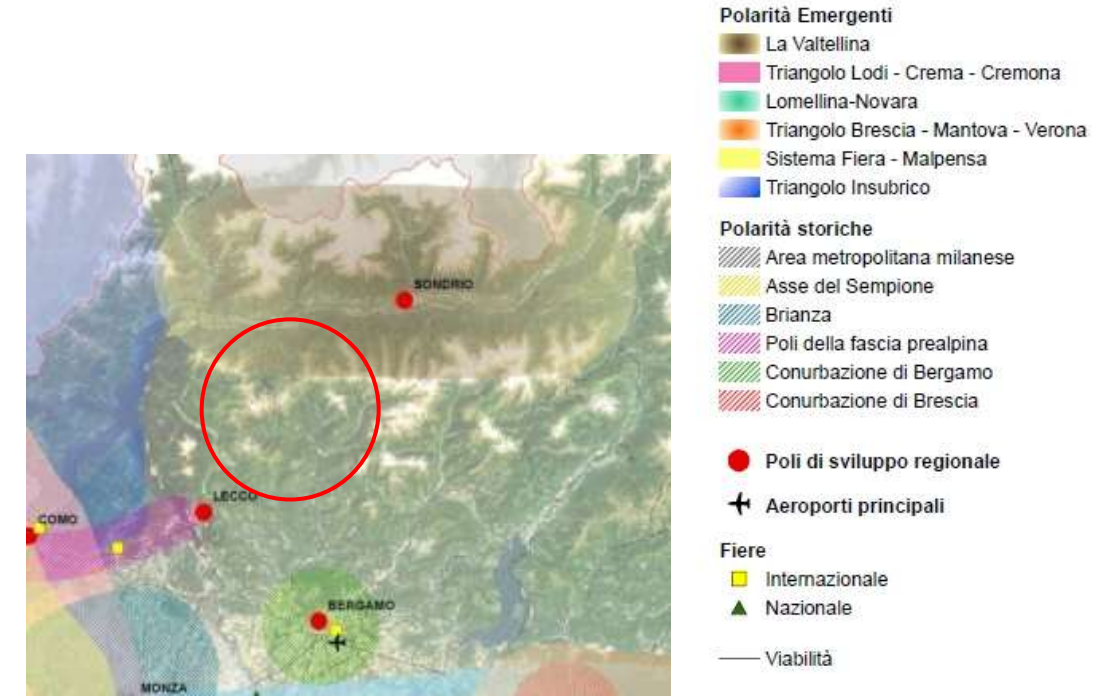 Polarità Emergenti
La Valtellina
Triangolo Lodi - Crema - Cremona
Lomellina-Novara
Triangolo Brescia - Mantova - Verona
Sistema Fiera - Malpensa
Triangolo Insubrico
Polarità storiche
Area metropolitana milanese
Asse del Sempione
Brianza
Poli della fascia prealpina
Conurbazione di Bergamo
Conurbazione di Brescia
Poli di sviluppo regionale
Aeroporti principali
Fiere
Internazionale
Nazionale
Viabilità
SONDRIO
LECCO
COMO
BERGAMO
MONZA